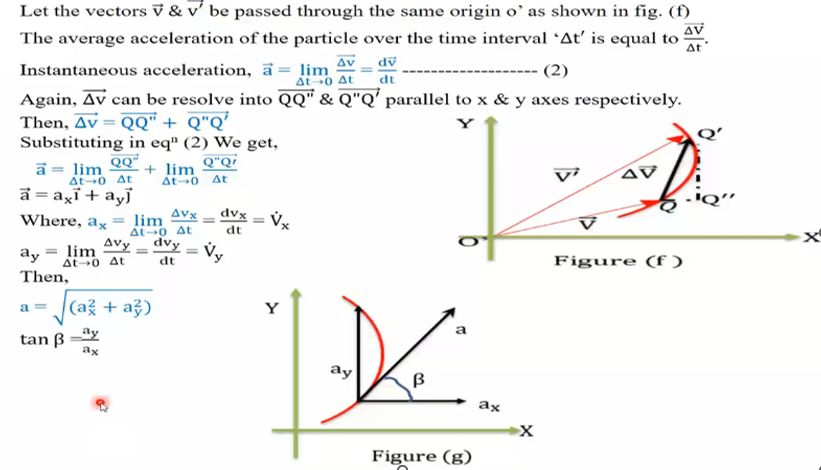 Let the vectors v⃗ & v⃗′ be passed through the same origin o' as shown in fig. (f)
The average acceleration of the particle over the time interval 'Δt′ is equal to Δv⃗/Δt.
Instantaneous acceleration, a⃗ = lim Δt→0 Δv⃗/Δt = dv⃗/dt -------------------- (2)
Again, Δv⃗ can be resolve into QQ" & Q"Q′ parallel to x & y axes respectively.
Then, Δv⃗ = QQ" + Q"Q′
Substituting in eqⁿ (2) We get,
a⃗ = lim Δt→0 QQ"/Δt + lim Δt→0 Q"Q′/Δt
a⃗ = aₓi⃗ + a_y j⃗
Where, aₓ = lim Δt→0 Δvₓ/Δt = dvₓ/dt = V̇ₓ
a_y = lim Δt→0 Δv_y/Δt = dv_y/dt = V̇_y
Then,
a = √(aₓ² + a_y²)
tan β = a_y/aₓ
Y
Q'
V⃗′
ΔV⃗
Q
Q''
V⃗
O'
X'
Figure (f )
Y
a
a_y
β
aₓ
X
Figure (g)